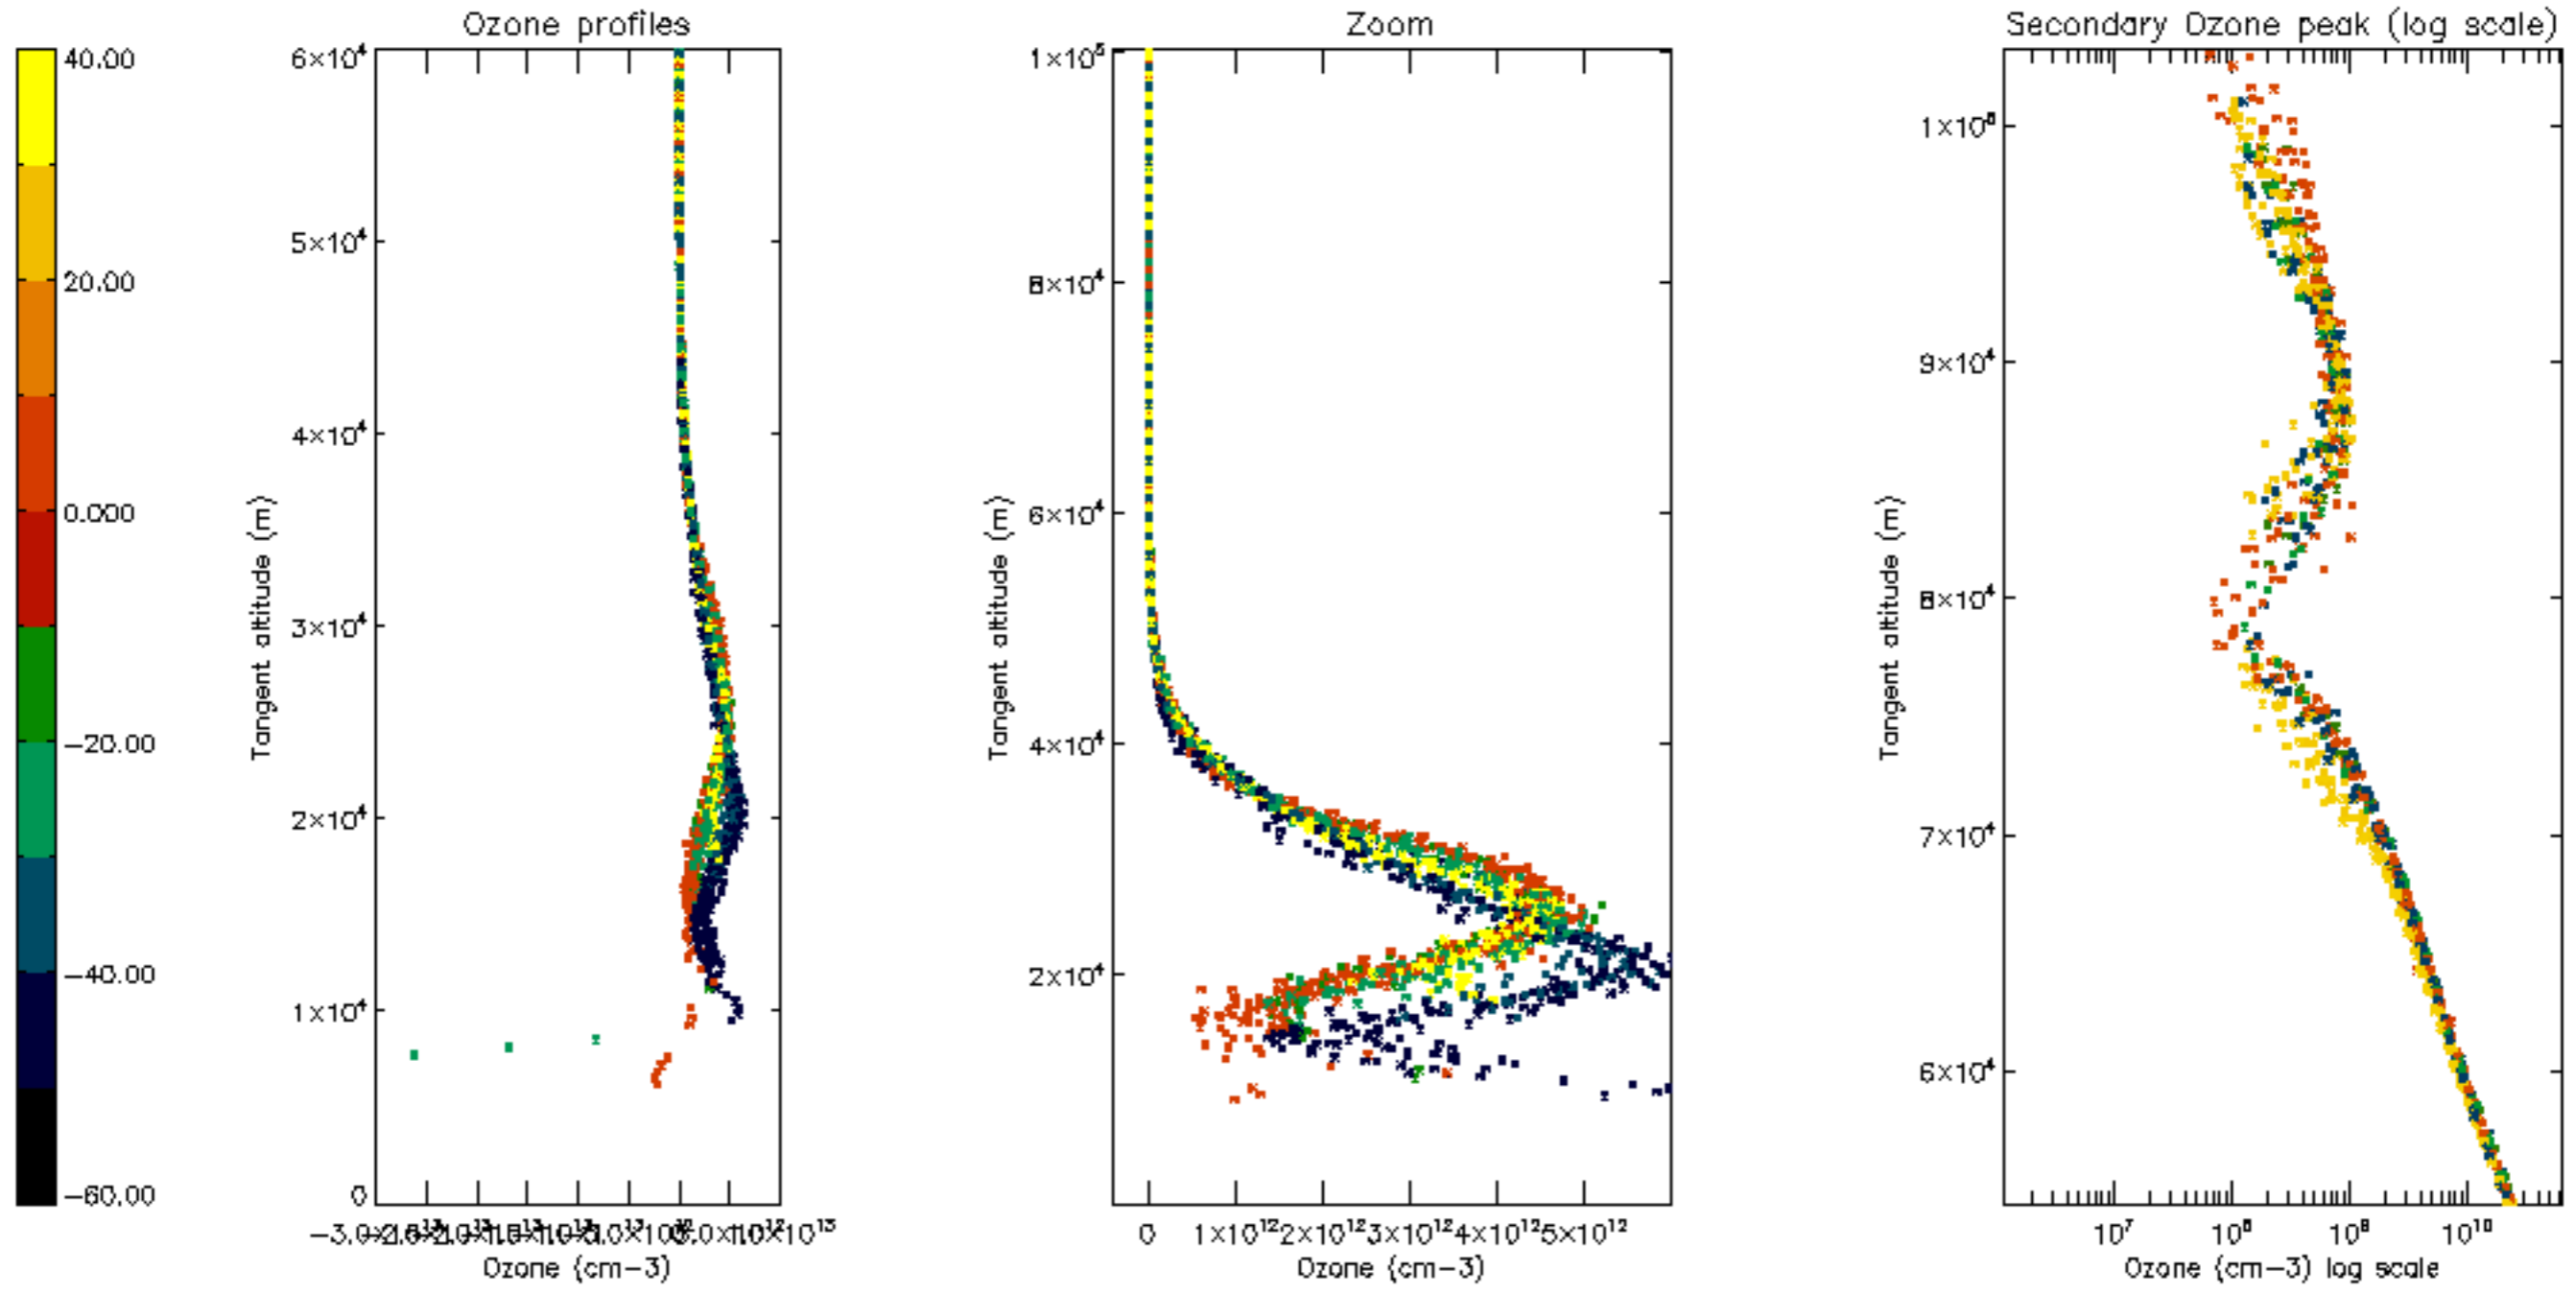 Ozone profiles
Zoom
Secondary Ozone peak (log scale)
40.00
20.00
0.000
−20.00
−40.00
−60.00
6×10⁴
5×10⁴
4×10⁴
3×10⁴
2×10⁴
1×10⁴
0
Tangent altitude (m)
Ozone (cm−3)
1×10⁵
8×10⁴
6×10⁴
4×10⁴
2×10⁴
Tangent altitude (m)
0 1×10¹² 2×10¹² 3×10¹² 4×10¹² 5×10¹²
Ozone (cm−3)
1×10⁵
9×10⁴
8×10⁴
7×10⁴
6×10⁴
Tangent altitude (m)
10⁷ 10⁸ 10⁹ 10¹⁰
Ozone (cm−3) log scale